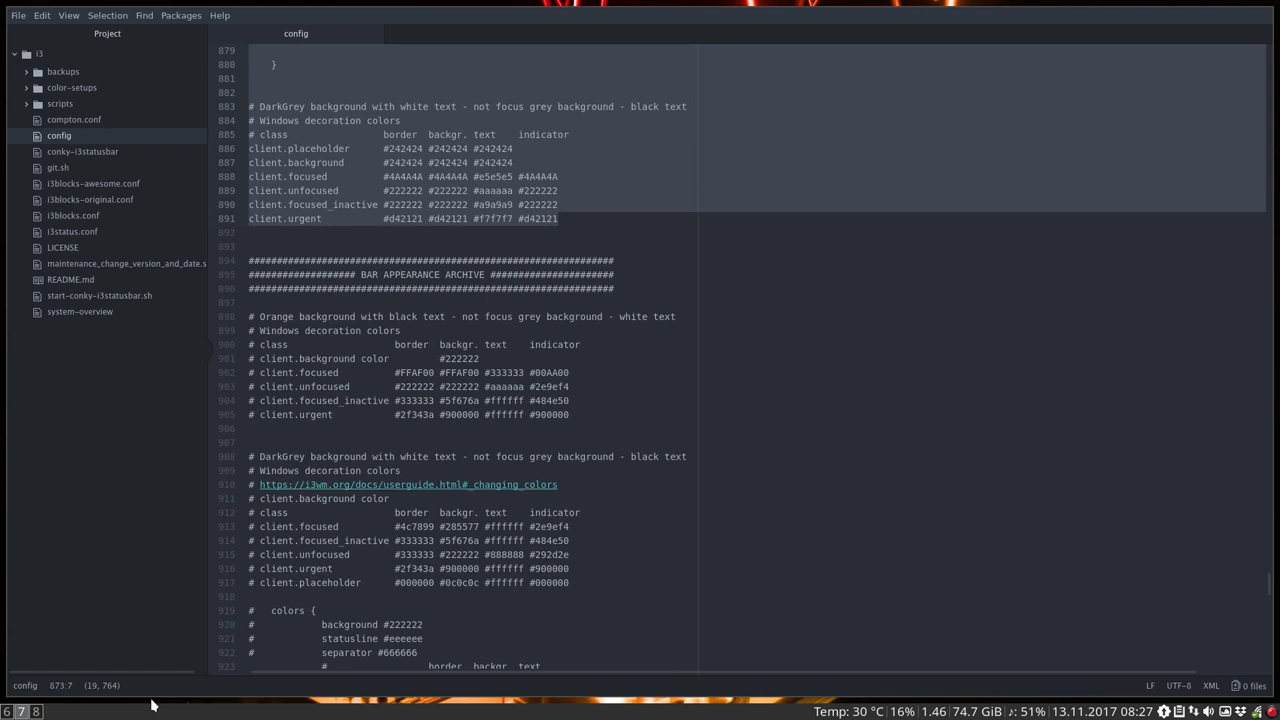 File Edit View Selection Find Packages Help
Project
config
i3
backups
color-setups
scripts
compton.conf
config
conky-i3statusbar
git.sh
i3blocks-awesome.conf
i3blocks-original.conf
i3blocks.conf
i3status.conf
LICENSE
maintenance_change_version_and_date.s
README.md
start-conky-i3statusbar.sh
system-overview
879
880 }
881
882
883 # DarkGrey background with white text - not focus grey background - black text
884 # Windows decoration colors
885 # class border backgr. text indicator
886 client.placeholder #242424 #242424 #242424
887 client.background #242424 #242424 #242424
888 client.focused #4A4A4A #4A4A4A #e5e5e5 #4A4A4A
889 client.unfocused #222222 #222222 #aaaaaa #222222
890 client.focused_inactive #222222 #222222 #a9a9a9 #222222
891 client.urgent #d42121 #d42121 #f7f7f7 #d42121
892
893
894 #################################################################
895 ################### BAR APPEARANCE ARCHIVE ######################
896 #################################################################
897
898 # Orange background with black text - not focus grey background - white text
899 # Windows decoration colors
900 # class border backgr. text indicator
901 # client.background color #222222
902 # client.focused #FFAF00 #FFAF00 #333333 #00AA00
903 # client.unfocused #222222 #222222 #aaaaaa #2e9ef4
904 # client.focused_inactive #333333 #5f676a #ffffff #484e50
905 # client.urgent #2f343a #900000 #ffffff #900000
906
907
908 # DarkGrey background with white text - not focus grey background - black text
909 # Windows decoration colors
910 # https://i3wm.org/docs/userguide.html#_changing_colors
911 # client.background color
912 # class border backgr. text indicator
913 # client.focused #4c7899 #285577 #ffffff #2e9ef4
914 # client.focused_inactive #333333 #5f676a #ffffff #484e50
915 # client.unfocused #333333 #222222 #888888 #292d2e
916 # client.urgent #2f343a #900000 #ffffff #900000
917 # client.placeholder #000000 #0c0c0c #ffffff #000000
918
919 # colors {
920 # background #222222
921 # statusline #eeeeee
922 # separator #666666
923 # # border backgr. text
config 873:7 (19, 764) LF UTF-8 XML 0 files
6 7 8 Temp: 30 °C 16% 1.46 74.7 GiB ♪: 51% 13.11.2017 08:27